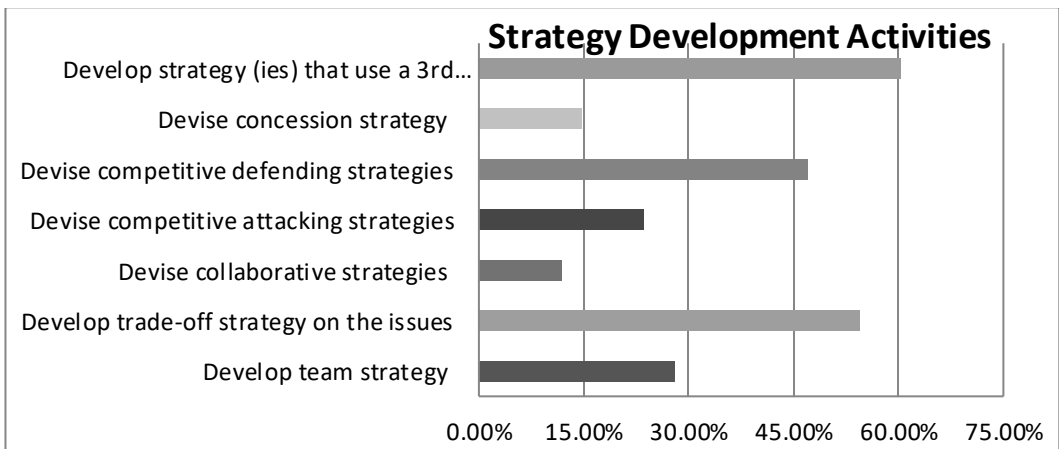 Strategy Development Activities
Develop strategy (ies) that use a 3rd...
Devise concession strategy
Devise competitive defending strategies
Devise competitive attacking strategies
Devise collaborative strategies
Develop trade-off strategy on the issues
Develop team strategy
0.00% 15.00% 30.00% 45.00% 60.00% 75.00%